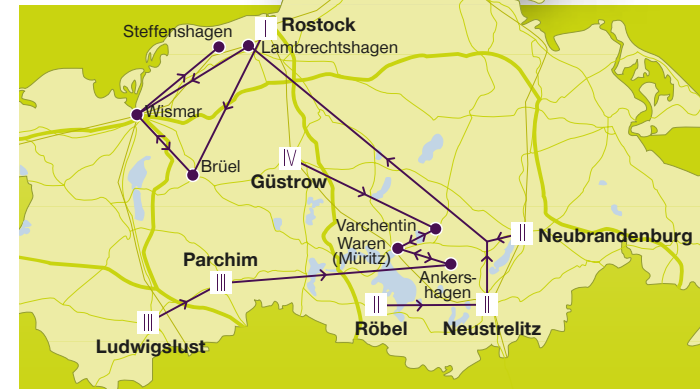 Steffenshagen
I
Rostock
Lambrechtshagen
Wismar
Brüel
IV
Güstrow
Varchentin
Waren
(Müritz)
II
Neubrandenburg
Parchim
III
Ankers-
hagen
III
Ludwigslust
II
Röbel
II
Neustrelitz